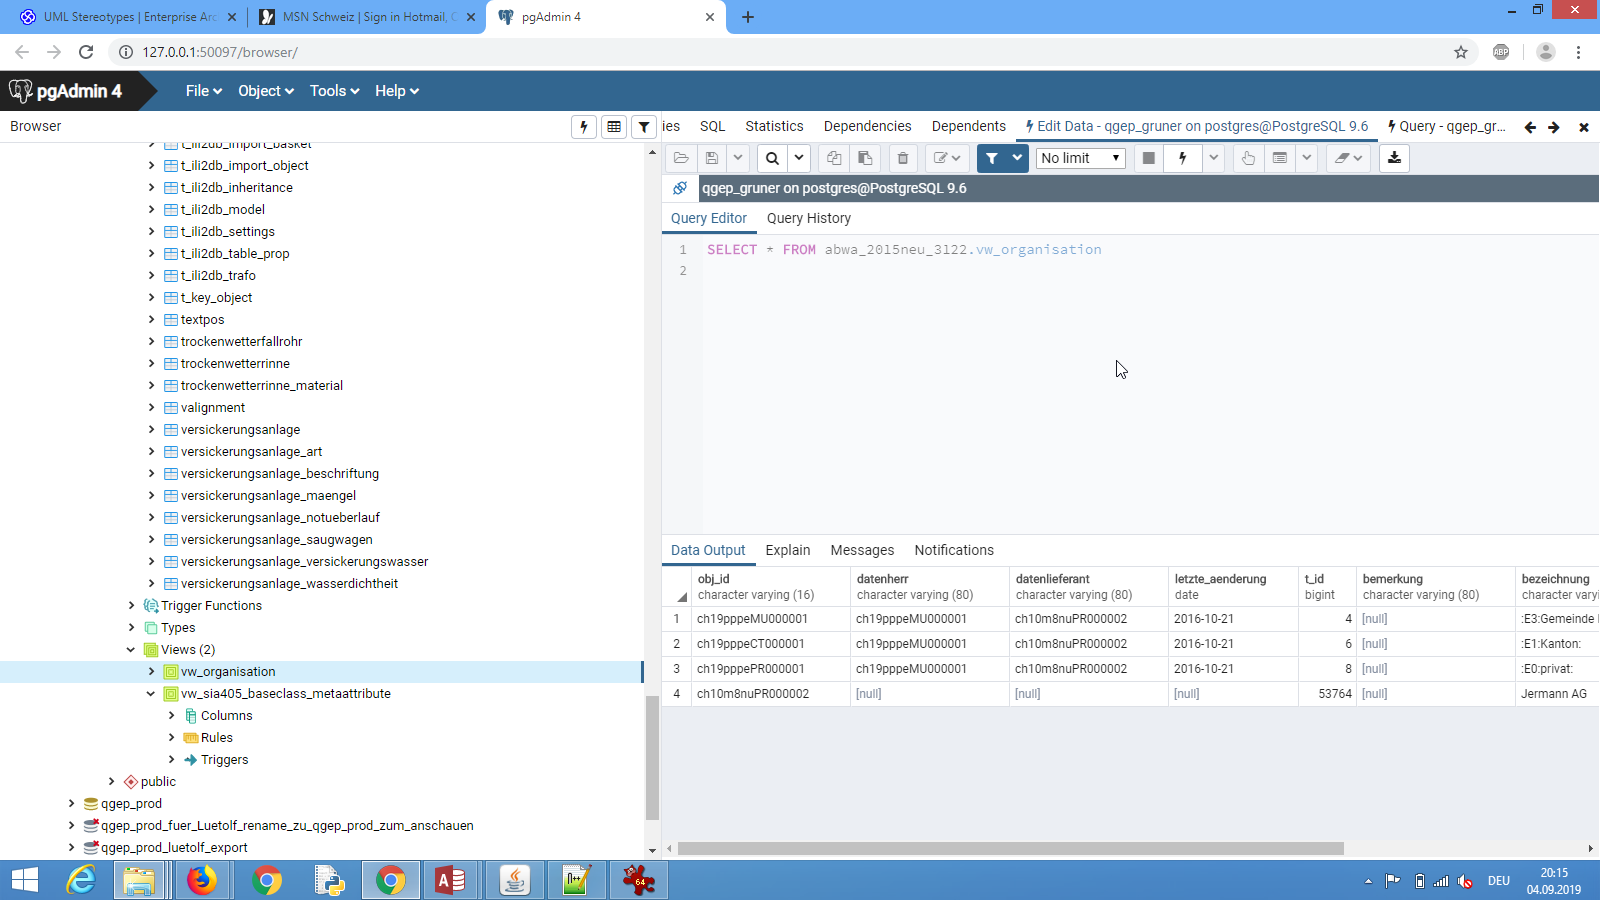 UML Stereotypes | Enterprise Arc
MSN Schweiz | Sign in Hotmail, O
pgAdmin 4
127.0.0.1:50097/browser/
ABP
pgAdmin 4
File
Object
Tools
Help
Browser
ies
SQL
Statistics
Dependencies
Dependents
Edit Data - qgep_gruner on postgres@PostgreSQL 9.6
Query - qgep_gr...
No limit
qgep_gruner on postgres@PostgreSQL 9.6
Query Editor
Query History
1 SELECT * FROM abwa_2015neu_3122.vw_organisation
2
t_ili2db_import_basket
t_ili2db_import_object
t_ili2db_inheritance
t_ili2db_model
t_ili2db_settings
t_ili2db_table_prop
t_ili2db_trafo
t_key_object
textpos
trockenwetterfallrohr
trockenwetterrinne
trockenwetterrinne_material
valignment
versickerungsanlage
versickerungsanlage_art
versickerungsanlage_beschriftung
versickerungsanlage_maengel
versickerungsanlage_notueberlauf
versickerungsanlage_saugwagen
versickerungsanlage_versickerungswasser
versickerungsanlage_wasserdichtheit
Trigger Functions
Types
Views (2)
vw_organisation
vw_sia405_baseclass_metaattribute
Columns
Rules
Triggers
public
qgep_prod
qgep_prod_fuer_Luetolf_rename_zu_qgep_prod_zum_anschauen
qgep_prod_luetolf_export
Data Output
Explain
Messages
Notifications
obj_id datenherr datenlieferant letzte_aenderung t_id bemerkung bezeichnung
character varying (16) character varying (80) character varying (80) date bigint character varying (80) character varying
1 ch19pppeMU000001 ch19pppeMU000001 ch10m8nuPR000002 2016-10-21 4 [null] :E3:Gemeinde
2 ch19pppeCT000001 ch19pppeMU000001 ch10m8nuPR000002 2016-10-21 6 [null] :E1:Kanton:
3 ch19pppePR000001 ch19pppeMU000001 ch10m8nuPR000002 2016-10-21 8 [null] :E0:privat:
4 ch10m8nuPR000002 [null] [null] [null] 53764 [null] Jermann AG
64
DEU
20:15
04.09.2019